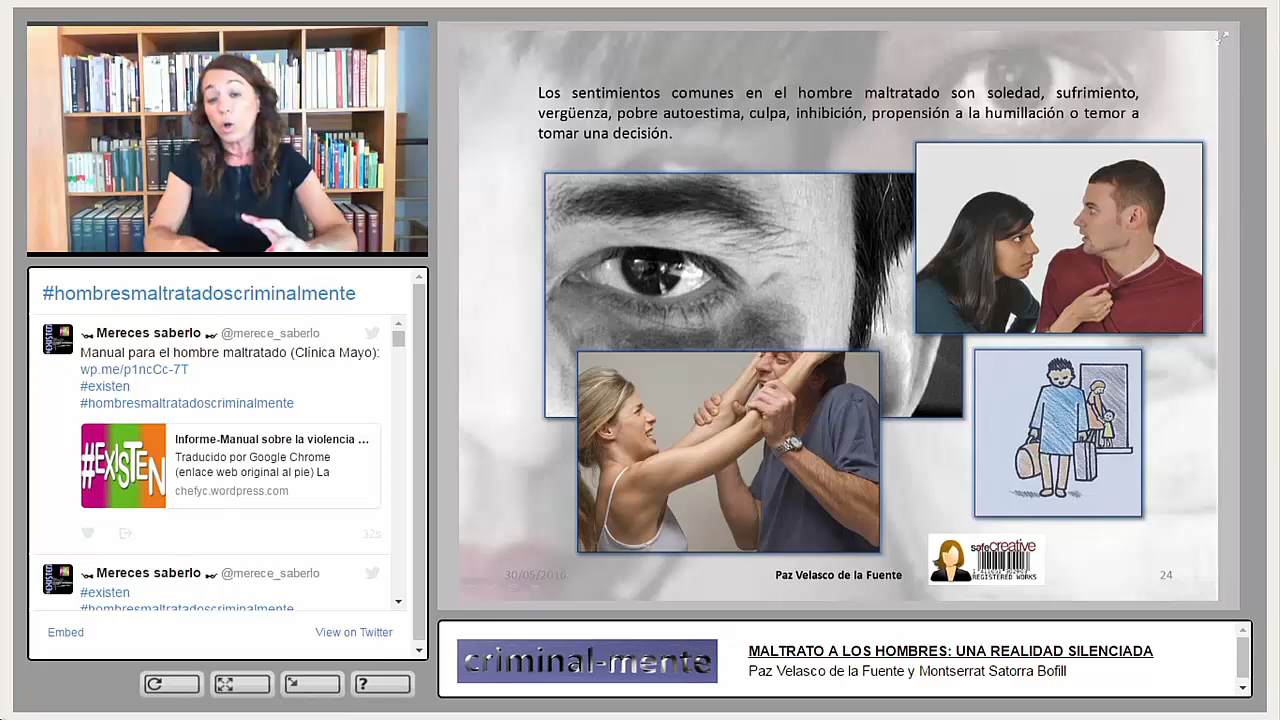 Los sentimientos comunes en el hombre maltratado son soledad, sufrimiento,
vergüenza, pobre autoestima, culpa, inhibición, propensión a la humillación o temor a
tomar una decisión.
#hombresmaltratadoscriminalmente
Mereces saberlo @merece_saberlo
Manual para el hombre maltratado (Clínica Mayo):
wp.me/p1ncCc-7T
#existen
#hombresmaltratadoscriminalmente
#EXISTEN
Informe-Manual sobre la violencia ...
Traducido por Google Chrome
(enlace web original al pie) La
chefyc.wordpress.com
32s
Mereces saberlo @merece_saberlo
#existen
#hombresmaltratadoscriminalmente
Embed
View on Twitter
30/05/2016
Paz Velasco de la Fuente
safeCreative
REGISTERED WORKS
24
criminal-mente
MALTRATO A LOS HOMBRES: UNA REALIDAD SILENCIADA
Paz Velasco de la Fuente y Montserrat Satorra Bofill
?